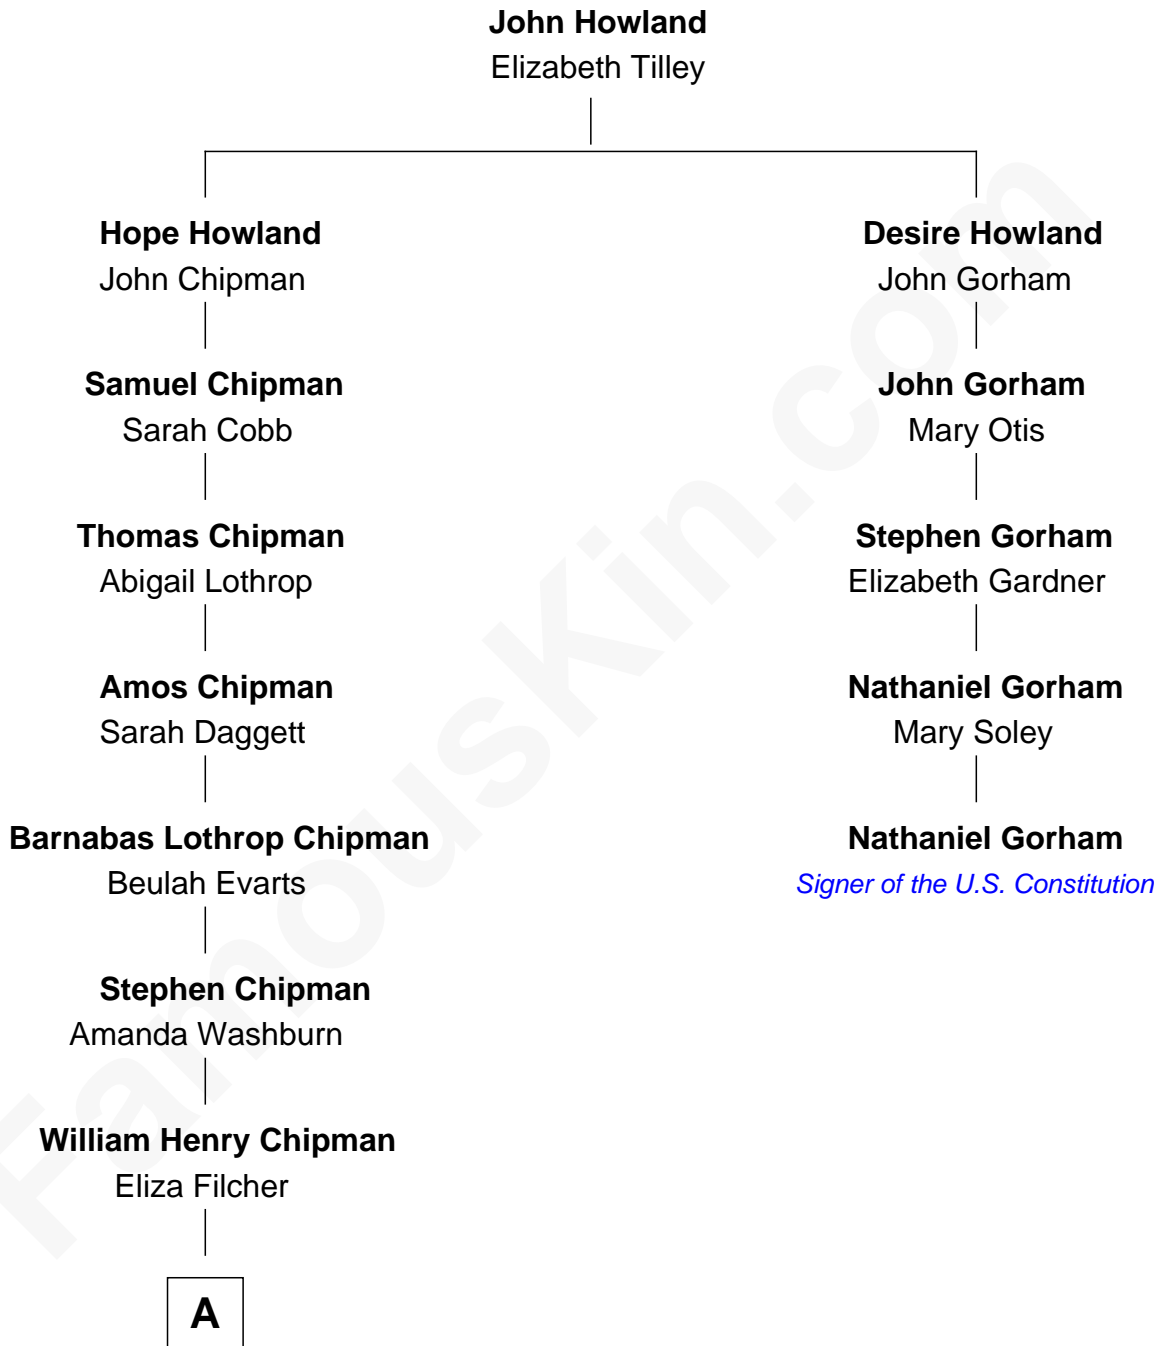 John Howland
Elizabeth Tilley
Hope Howland
John Chipman
Desire Howland
John Gorham
Samuel Chipman
Sarah Cobb
John Gorham
Mary Otis
Thomas Chipman
Abigail Lothrop
Stephen Gorham
Elizabeth Gardner
Amos Chipman
Sarah Daggett
Nathaniel Gorham
Mary Soley
Barnabas Lothrop Chipman
Beulah Evarts
Nathaniel Gorham
Signer of the U.S. Constitution
Stephen Chipman
Amanda Washburn
William Henry Chipman
Eliza Filcher
A
FamousKin.com